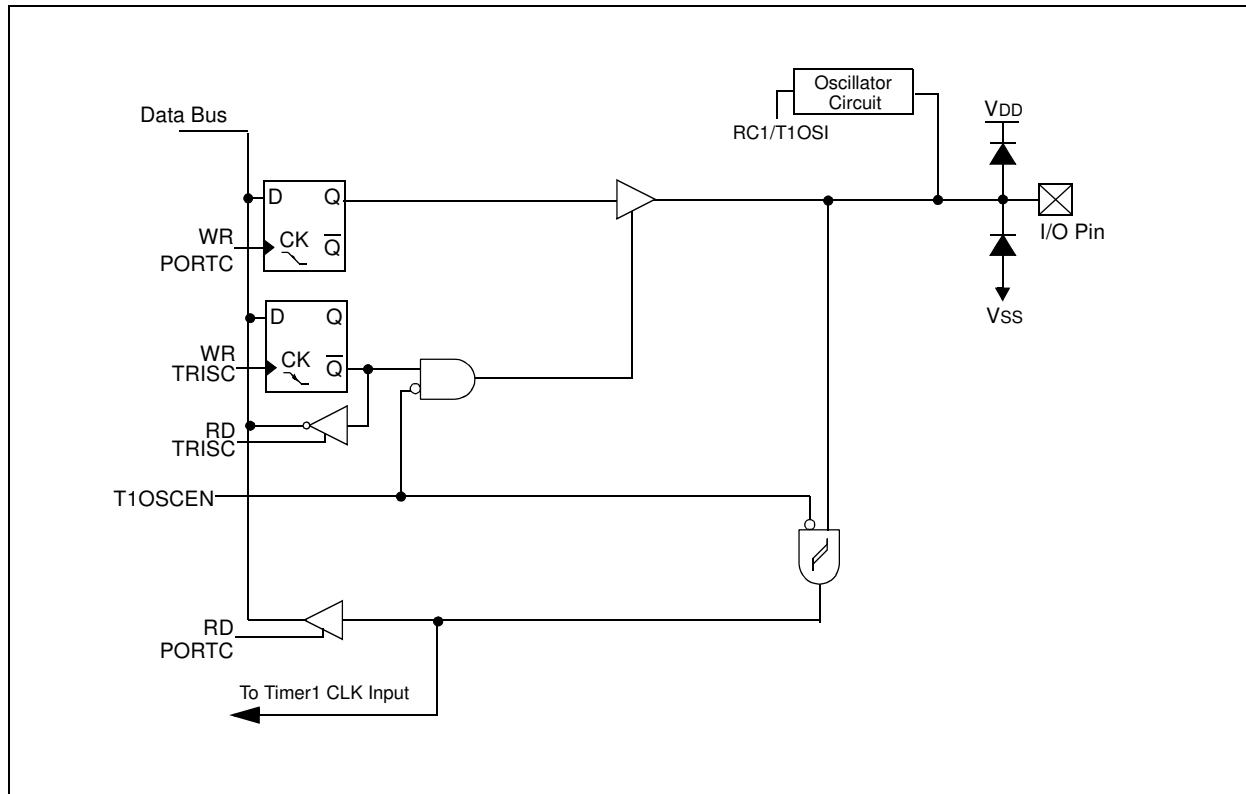 Oscillator
Circuit
VDD
Data Bus
RC1/T1OSI
D Q
WR
PORTC
CK Q̅
I/O Pin
D Q
VSS
WR
TRISC
CK Q̅
RD
TRISC
T1OSCEN
RD
PORTC
To Timer1 CLK Input